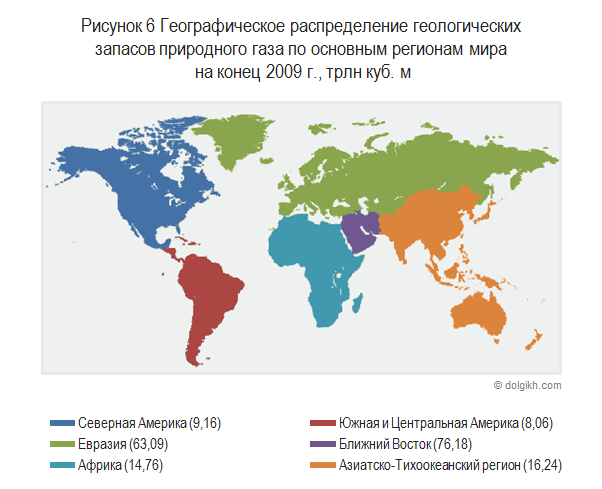 Рисунок 6 Географическое распределение геологических
запасов природного газа по основным регионам мира
на конец 2009 г., трлн куб. м
© dolgikh.com
Северная Америка (9,16)
Южная и Центральная Америка (8,06)
Евразия (63,09)
Ближний Восток (76,18)
Африка (14,76)
Азиатско-Тихоокеанский регион (16,24)